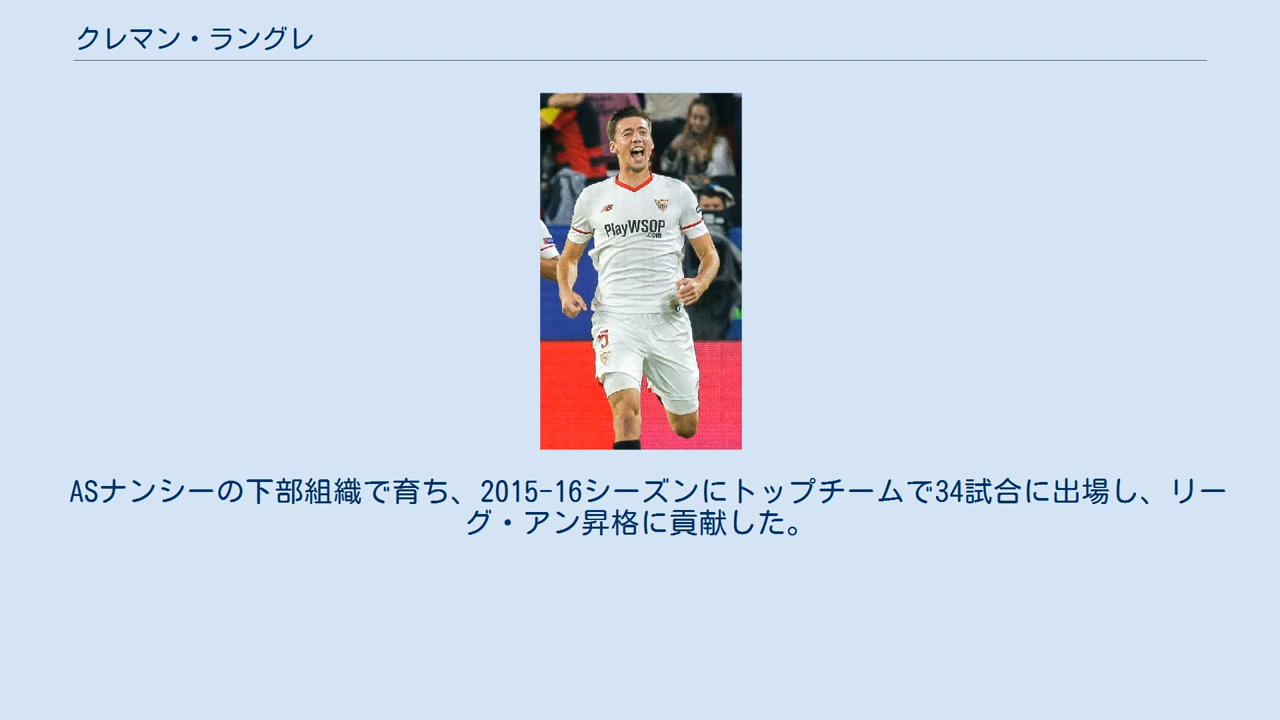 クレマン・ラングレ
PlayWSOP
.com
5
ASナンシーの下部組織で育ち、2015-16シーズンにトップチームで34試合に出場し、リー
グ・アン昇格に貢献した。